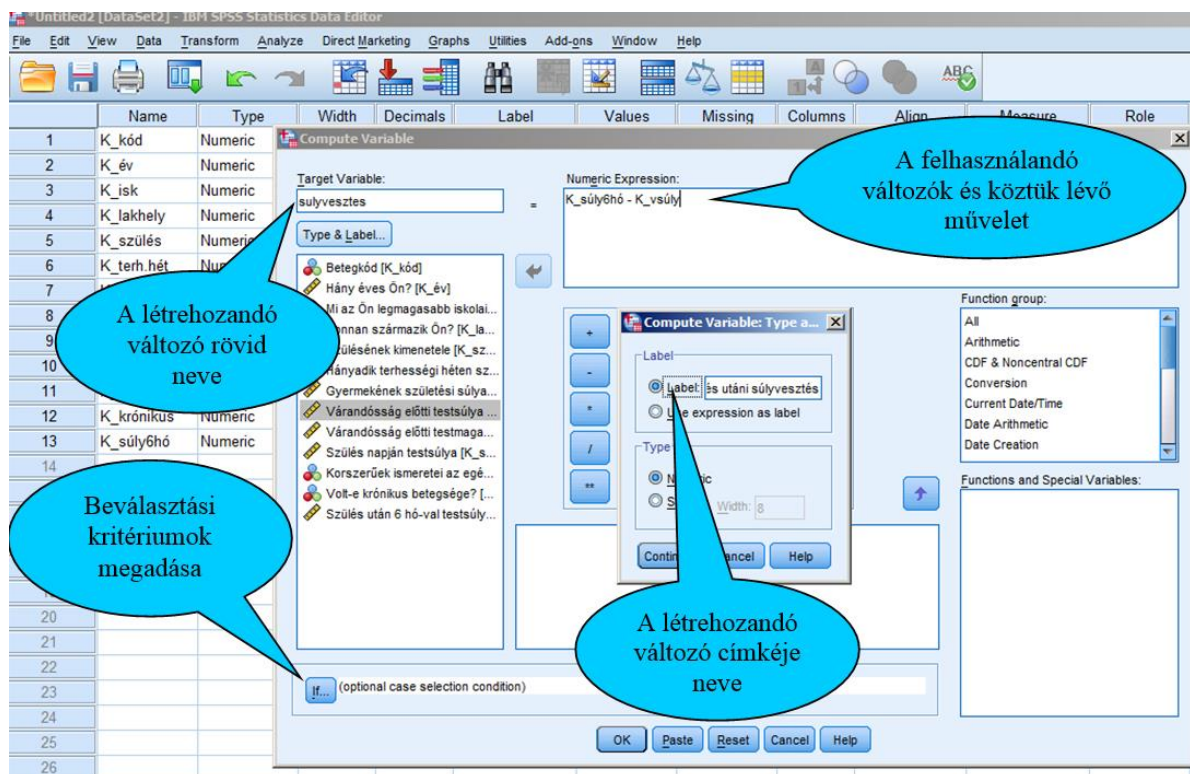 *Untitled2 [DataSet2] - IBM SPSS Statistics Data Editor
File Edit View Data Transform Analyze Direct Marketing Graphs Utilities Add-ons Window Help
Name Type Width Decimals Label Values Missing Columns Align Measure Role
1 K_kód Numeric
2 K_év Numeric
3 K_isk Numeric
4 K_lakhely Numeric
5 K_szülés Numeric
6 K_terh.hét
7
8
9
10
11
12 K_krónikus Numeric
13 K_súly6hó Numeric
14
20
21
22
23
24
25
26
Compute Variable
Target Variable:
sulyvesztes
=
Numeric Expression:
K_súly6hó - K_vsúly
Type & Label...
Betegkód [K_kód]
Hány éves Ön? [K_év]
Mi az Ön legmagasabb iskolai...
származik Ön? [K_la...
kimenetele [K_sz...
Hányadik terhességi héten sz...
Gyermekének születési súlya...
Várandósság előtti testsúlya ...
Várandósság előtti testmaga...
Szülés napján testsúlya [K_s...
Korszerűek ismeretei az egé...
Volt-e krónikus betegsége? [...
Szülés után 6 hó-val testsúly...
+
-
*
/
**
Compute Variable: Type a...
Label
Label: és utáni súlyvesztés
expression as label
Type
Width: 8
Help
Function group:
All
Arithmetic
CDF & Noncentral CDF
Conversion
Current Date/Time
Date Arithmetic
Date Creation
Functions and Special Variables:
If... (optional case selection condition)
OK Paste Reset Cancel Help
A felhasználandó
változók és köztük lévő
művelet
A létrehozandó
változó rövid
neve
Beválasztási
kritériumok
megadása
A létrehozandó
változó címkéje
neve